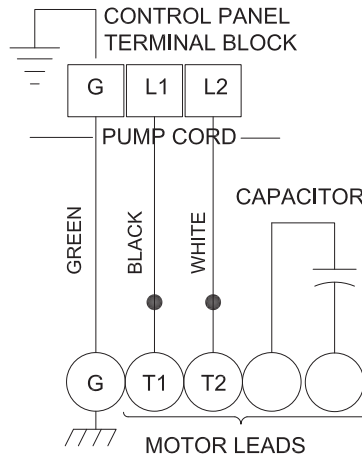 CONTROL PANEL
TERMINAL BLOCK
G L1 L2
PUMP CORD
GREEN
BLACK
WHITE
CAPACITOR
G T1 T2
MOTOR LEADS